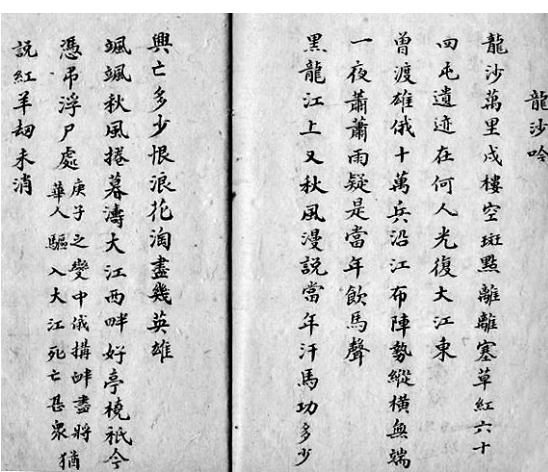 龍沙吟
龍沙萬里戍樓空斑點離離塞草紅六十
四屯遺迹在何人光復大江東
曾渡雄俄十萬兵沿江布陣勢縱橫無端
一夜蕭蕭雨疑是當年飲馬聲
黑龍江上又秋風漫說當年汗馬功多少
興亡多少恨浪花淘盡幾英雄
颯颯秋風捲暮濤大江西畔好亭橈祇今
憑弔浮尸處
庚子之變中俄搆衅盡將
華人驅入大江死亡甚衆
猶
說紅羊劫未消